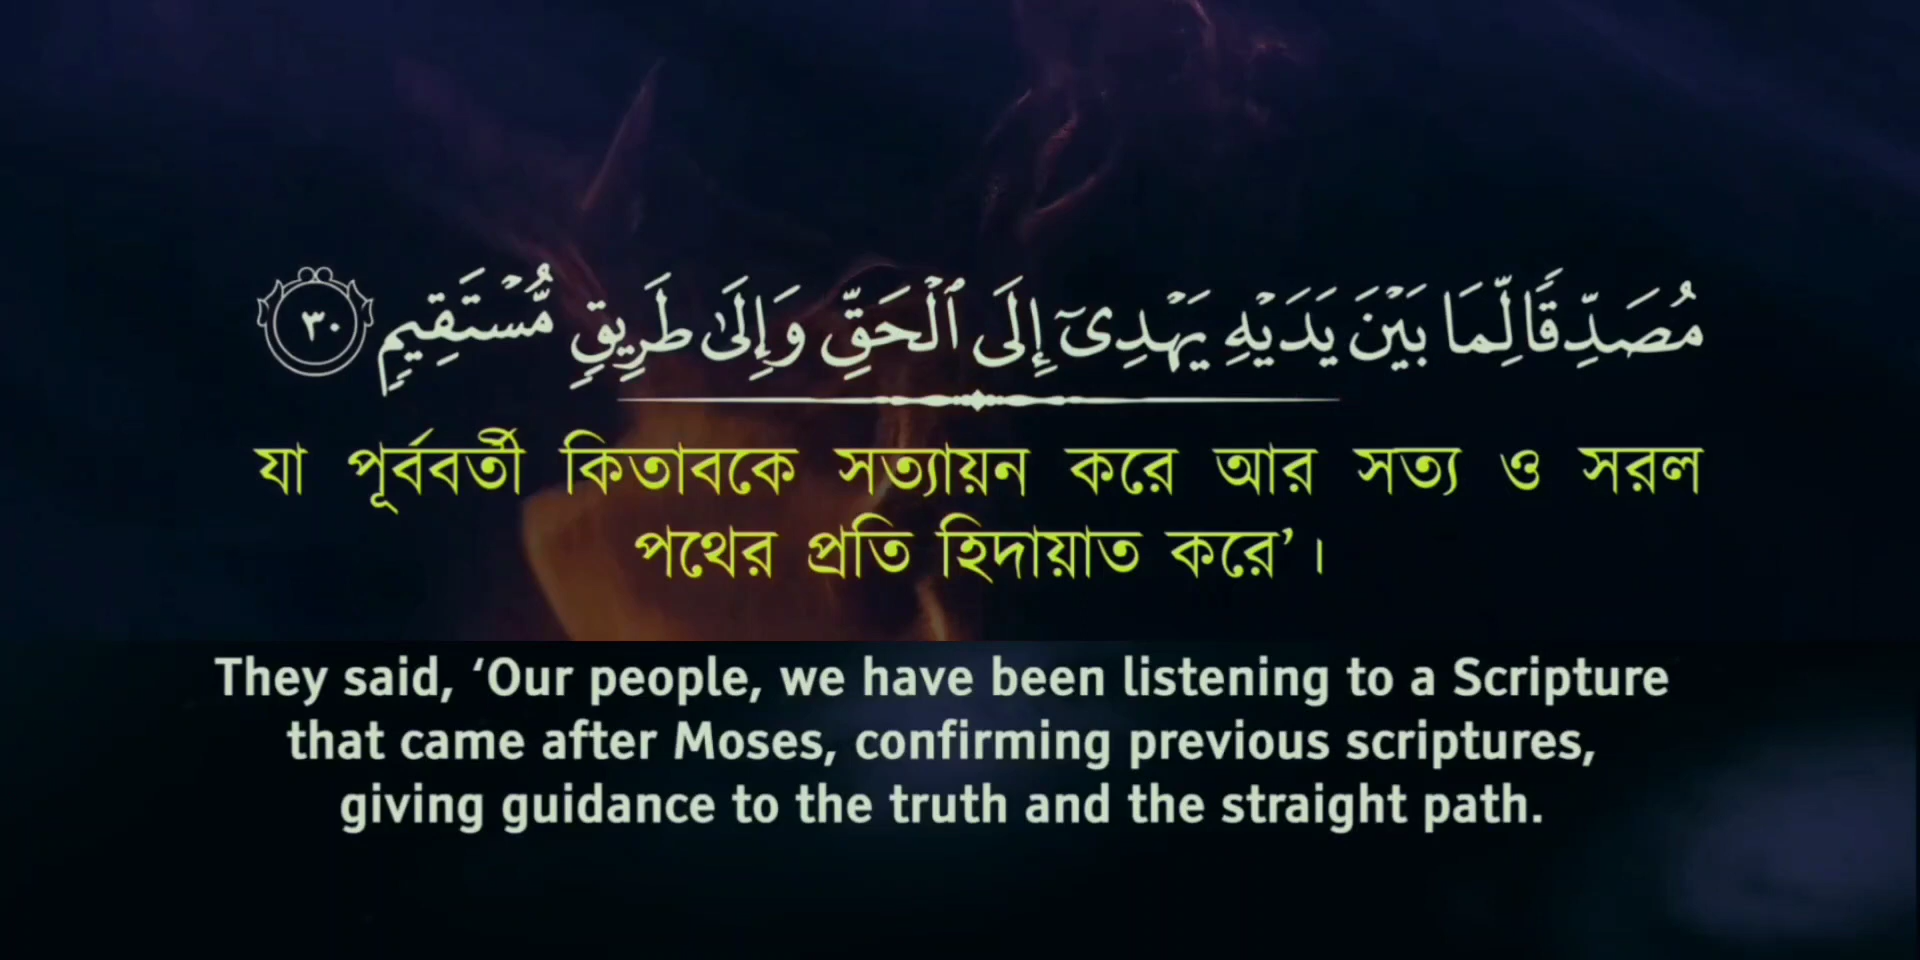 مُصَدِّقًا لِّمَا بَيْنَ يَدَيْهِ يَهْدِىٓ إِلَى ٱلْحَقِّ وَإِلَىٰ طَرِيقٍ مُّسْتَقِيمٍ ٣٠
যা পূর্ববর্তী কিতাবকে সত্যায়ন করে আর সত্য ও সরল
পথের প্রতি হিদায়াত করে’।
They said, ‘Our people, we have been listening to a Scripture
that came after Moses, confirming previous scriptures,
giving guidance to the truth and the straight path.